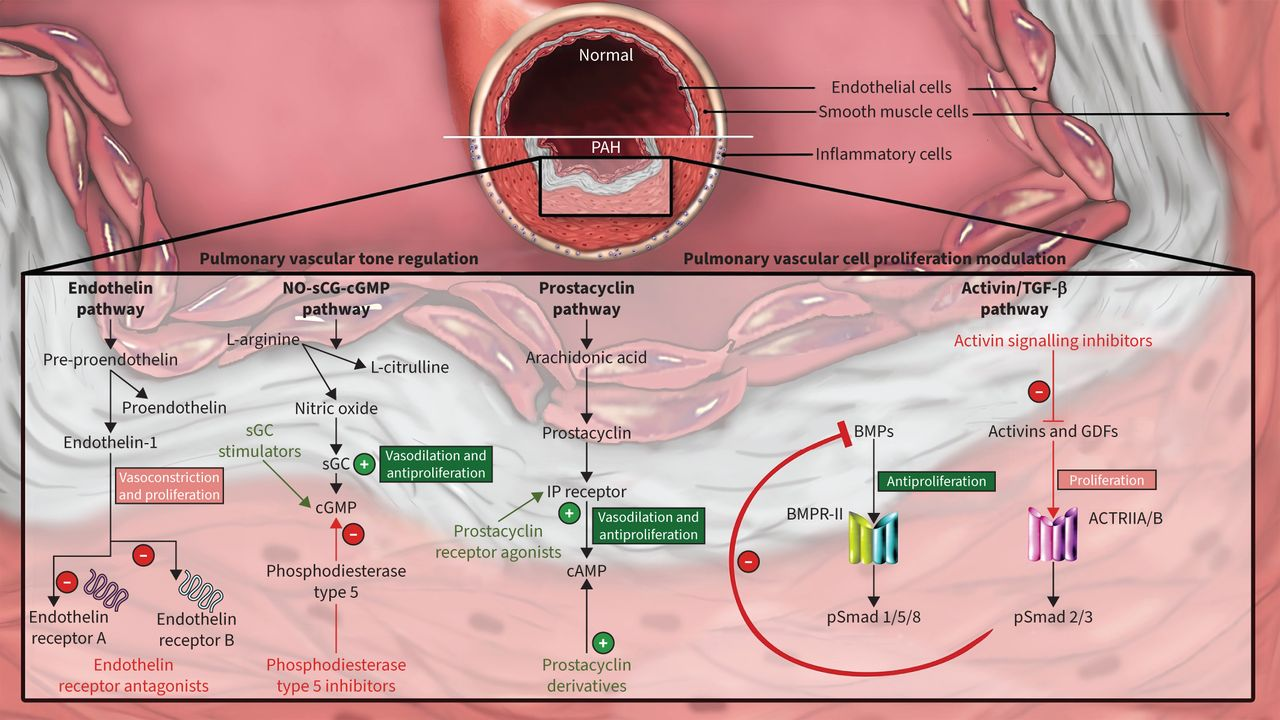 Normal
Endothelial cells
Smooth muscle cells
PAH
Inflammatory cells
Pulmonary vascular tone regulation
Pulmonary vascular cell proliferation modulation
Endothelin
pathway
Pre-proendothelin
Proendothelin
Endothelin-1
Vasoconstriction
and proliferation
−
−
Endothelin
receptor A
Endothelin
receptor B
Endothelin
receptor antagonists
NO-sCG-cGMP
pathway
L-arginine
L-citrulline
Nitric oxide
sGC
stimulators
sGC
+
Vasodilation and
antiproliferation
cGMP
−
Phosphodiesterase
type 5
Phosphodiesterase
type 5 inhibitors
Prostacyclin
pathway
Arachidonic acid
Prostacyclin
IP receptor
+
Vasodilation and
antiproliferation
Prostacyclin
receptor agonists
cAMP
+
Prostacyclin
derivatives
Activin/TGF-β
pathway
Activin signalling inhibitors
−
BMPs
Activins and GDFs
Antiproliferation
Proliferation
BMPR-II
ACTRIIA/B
−
pSmad 1/5/8
pSmad 2/3